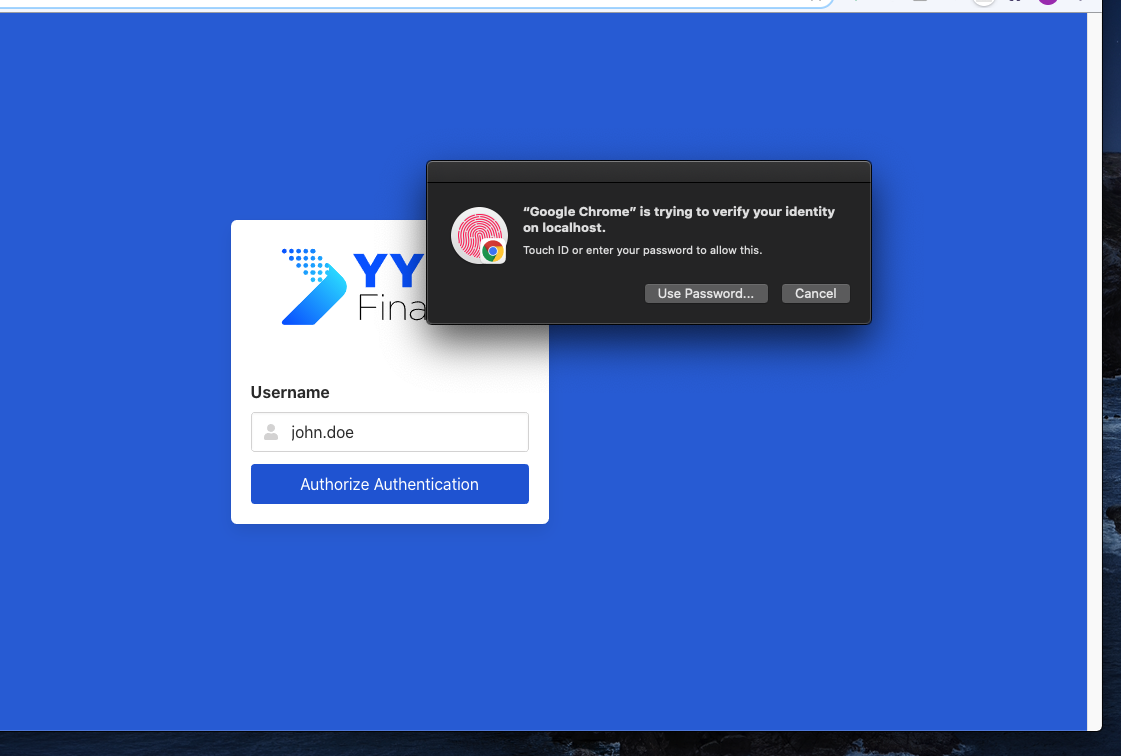 “Google Chrome” is trying to verify your identity
on localhost.
Touch ID or enter your password to allow this.
Use Password...
Cancel
YY
Fina
Username
john.doe
Authorize Authentication